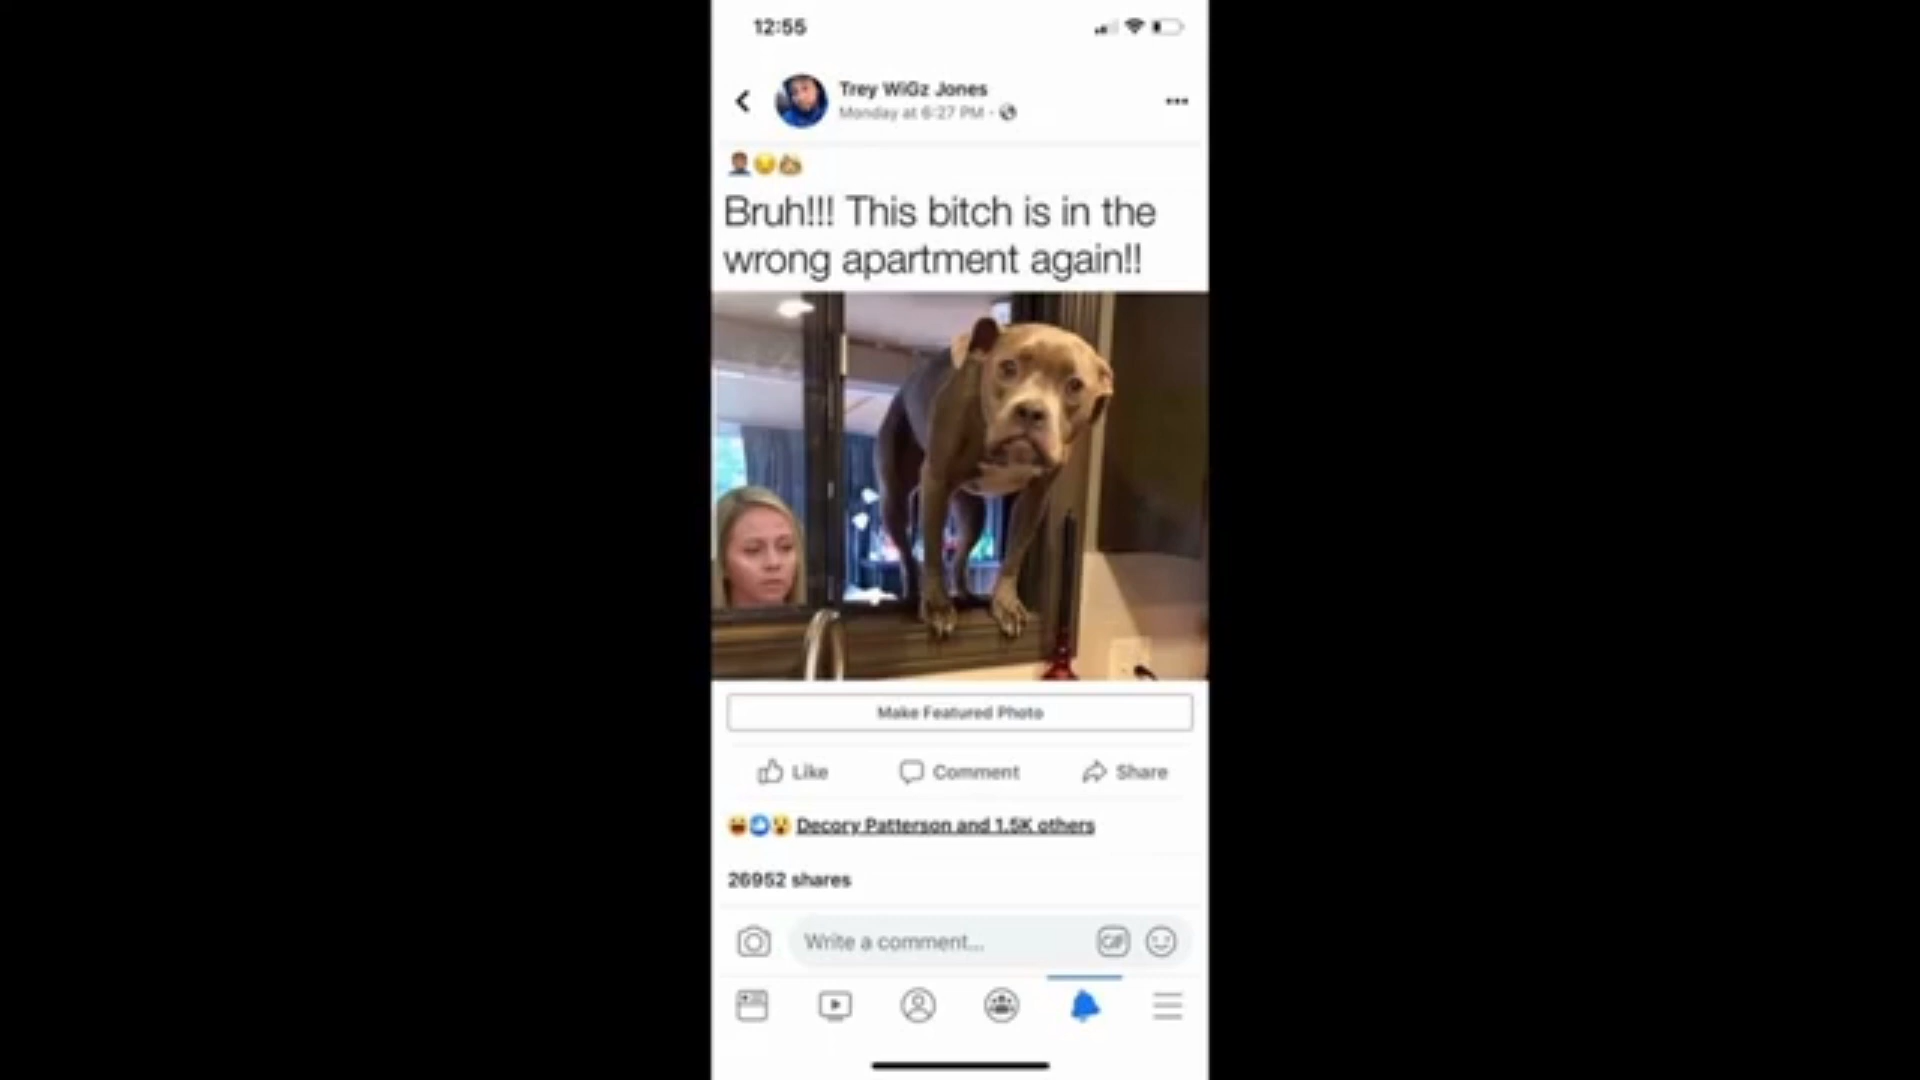 12:55
Trey WiGz Jones
Monday at 6:27 PM ·
Bruh!!! This bitch is in the
wrong apartment again!!
Make Featured Photo
Like Comment Share
Decory Patterson and 1.5K others
26952 shares
Write a comment... GIF